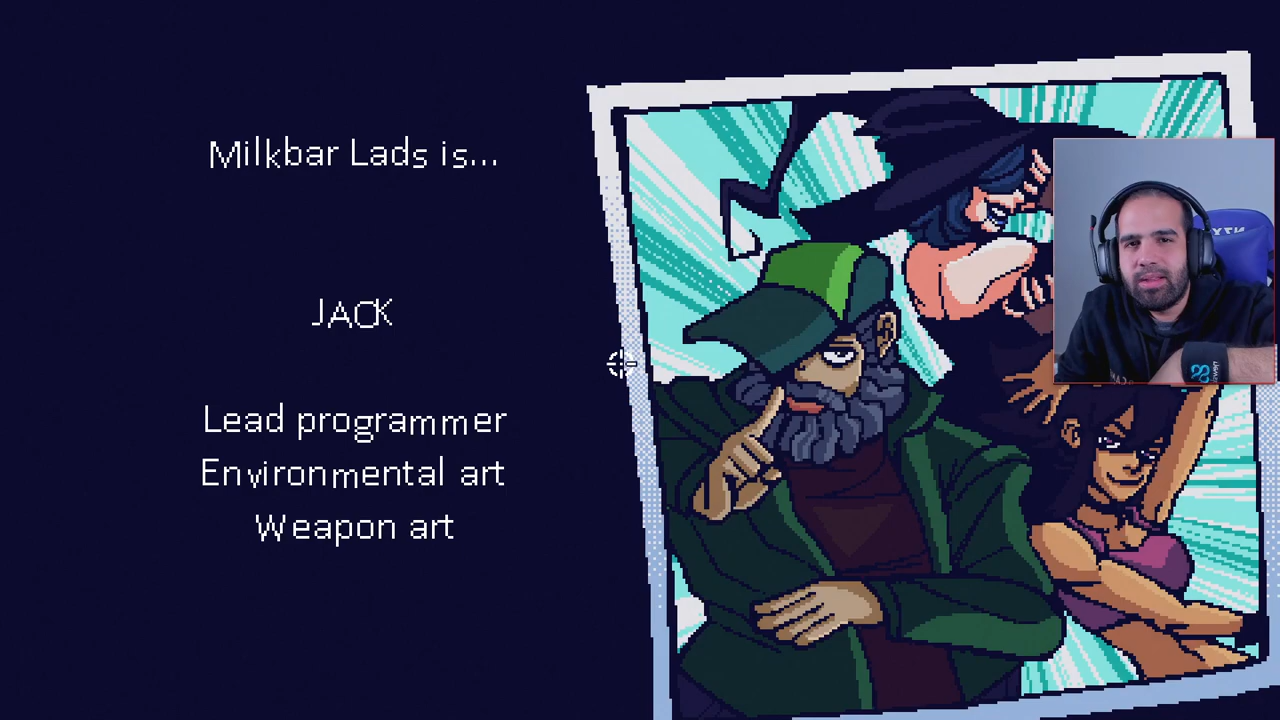 Milkbar Lads is...
JACK
Lead programmer
Environmental art
Weapon art